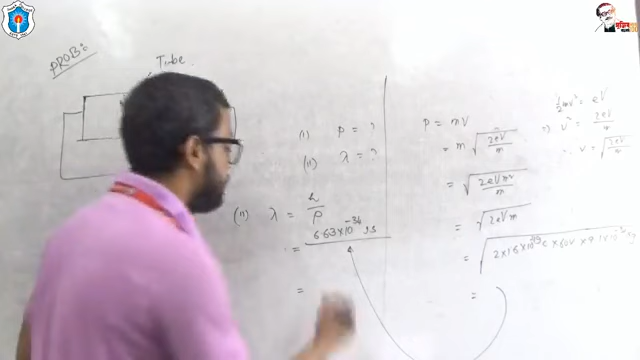 PROB:
Tube
(i) P = ?
(ii) λ = ?
(ii) λ = h/P
= 6.63×10^-34 JS
=
P = mV
= m √(2eV/m)
= √(2eVm²/m)
= √(2eVm)
= √(2×1.6×10^-19 C × 60V × 9.1×10^-31 kg)
=
½mv² = eV
⇒ V² = 2eV/m
∴ V = √(2eV/m)